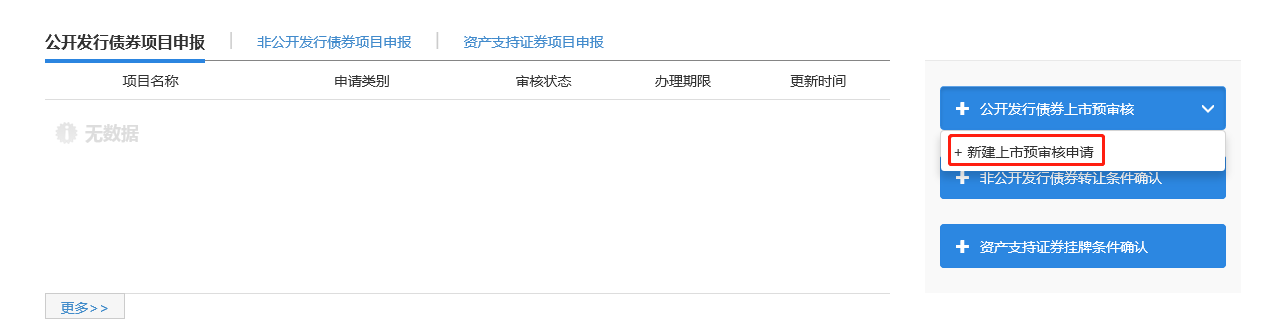 公开发行债券项目申报 | 非公开发行债券项目申报 | 资产支持证券项目申报
项目名称 申请类别 审核状态 办理期限 更新时间
无数据
更多>>
+ 公开发行债券上市预审核
+ 新建上市预审核申请
+ 非公开发行债券转让条件确认
+ 资产支持证券挂牌条件确认